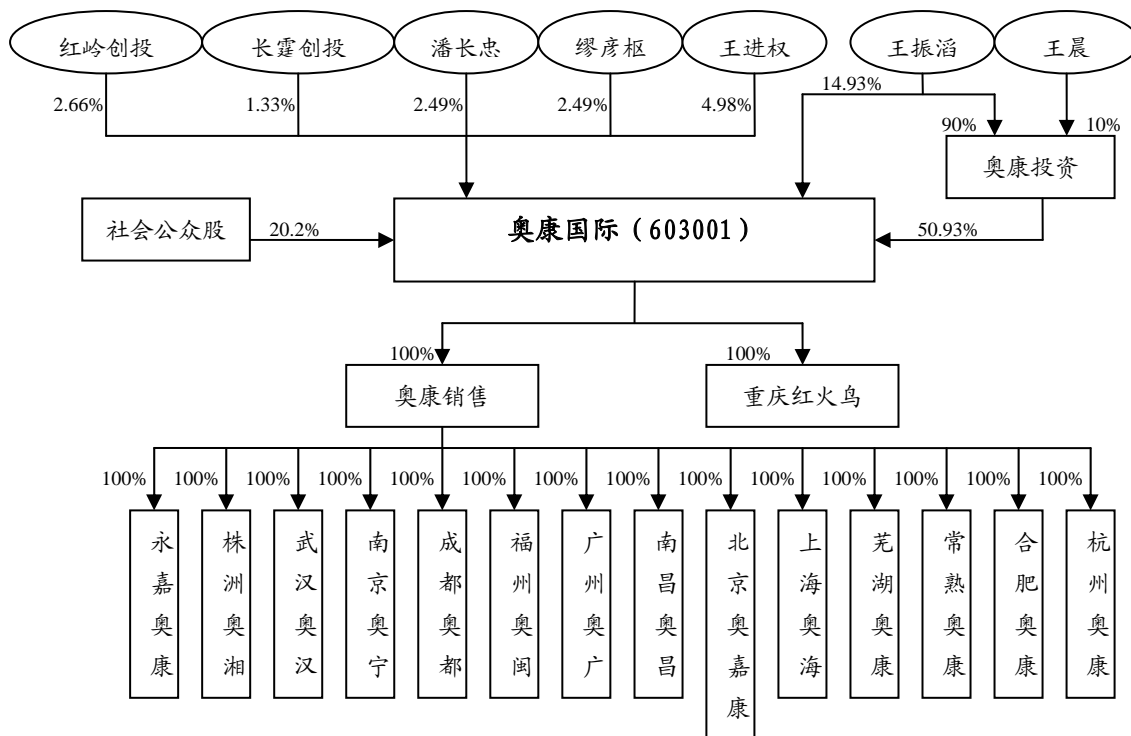 红岭创投
长霆创投
潘长忠
缪彦枢
王进权
王振滔
王晨
2.66%
1.33%
2.49%
2.49%
4.98%
14.93%
90%
10%
奥康投资
社会公众股
20.2%
奥康国际（603001）
50.93%
100%
100%
奥康销售
重庆红火鸟
100%
100%
100%
100%
100%
100%
100%
100%
100%
100%
100%
100%
100%
100%
永嘉奥康
株洲奥湘
武汉奥汉
南京奥宁
成都奥都
福州奥闽
广州奥广
南昌奥昌
北京奥嘉康
上海奥海
芜湖奥康
常熟奥康
合肥奥康
杭州奥康